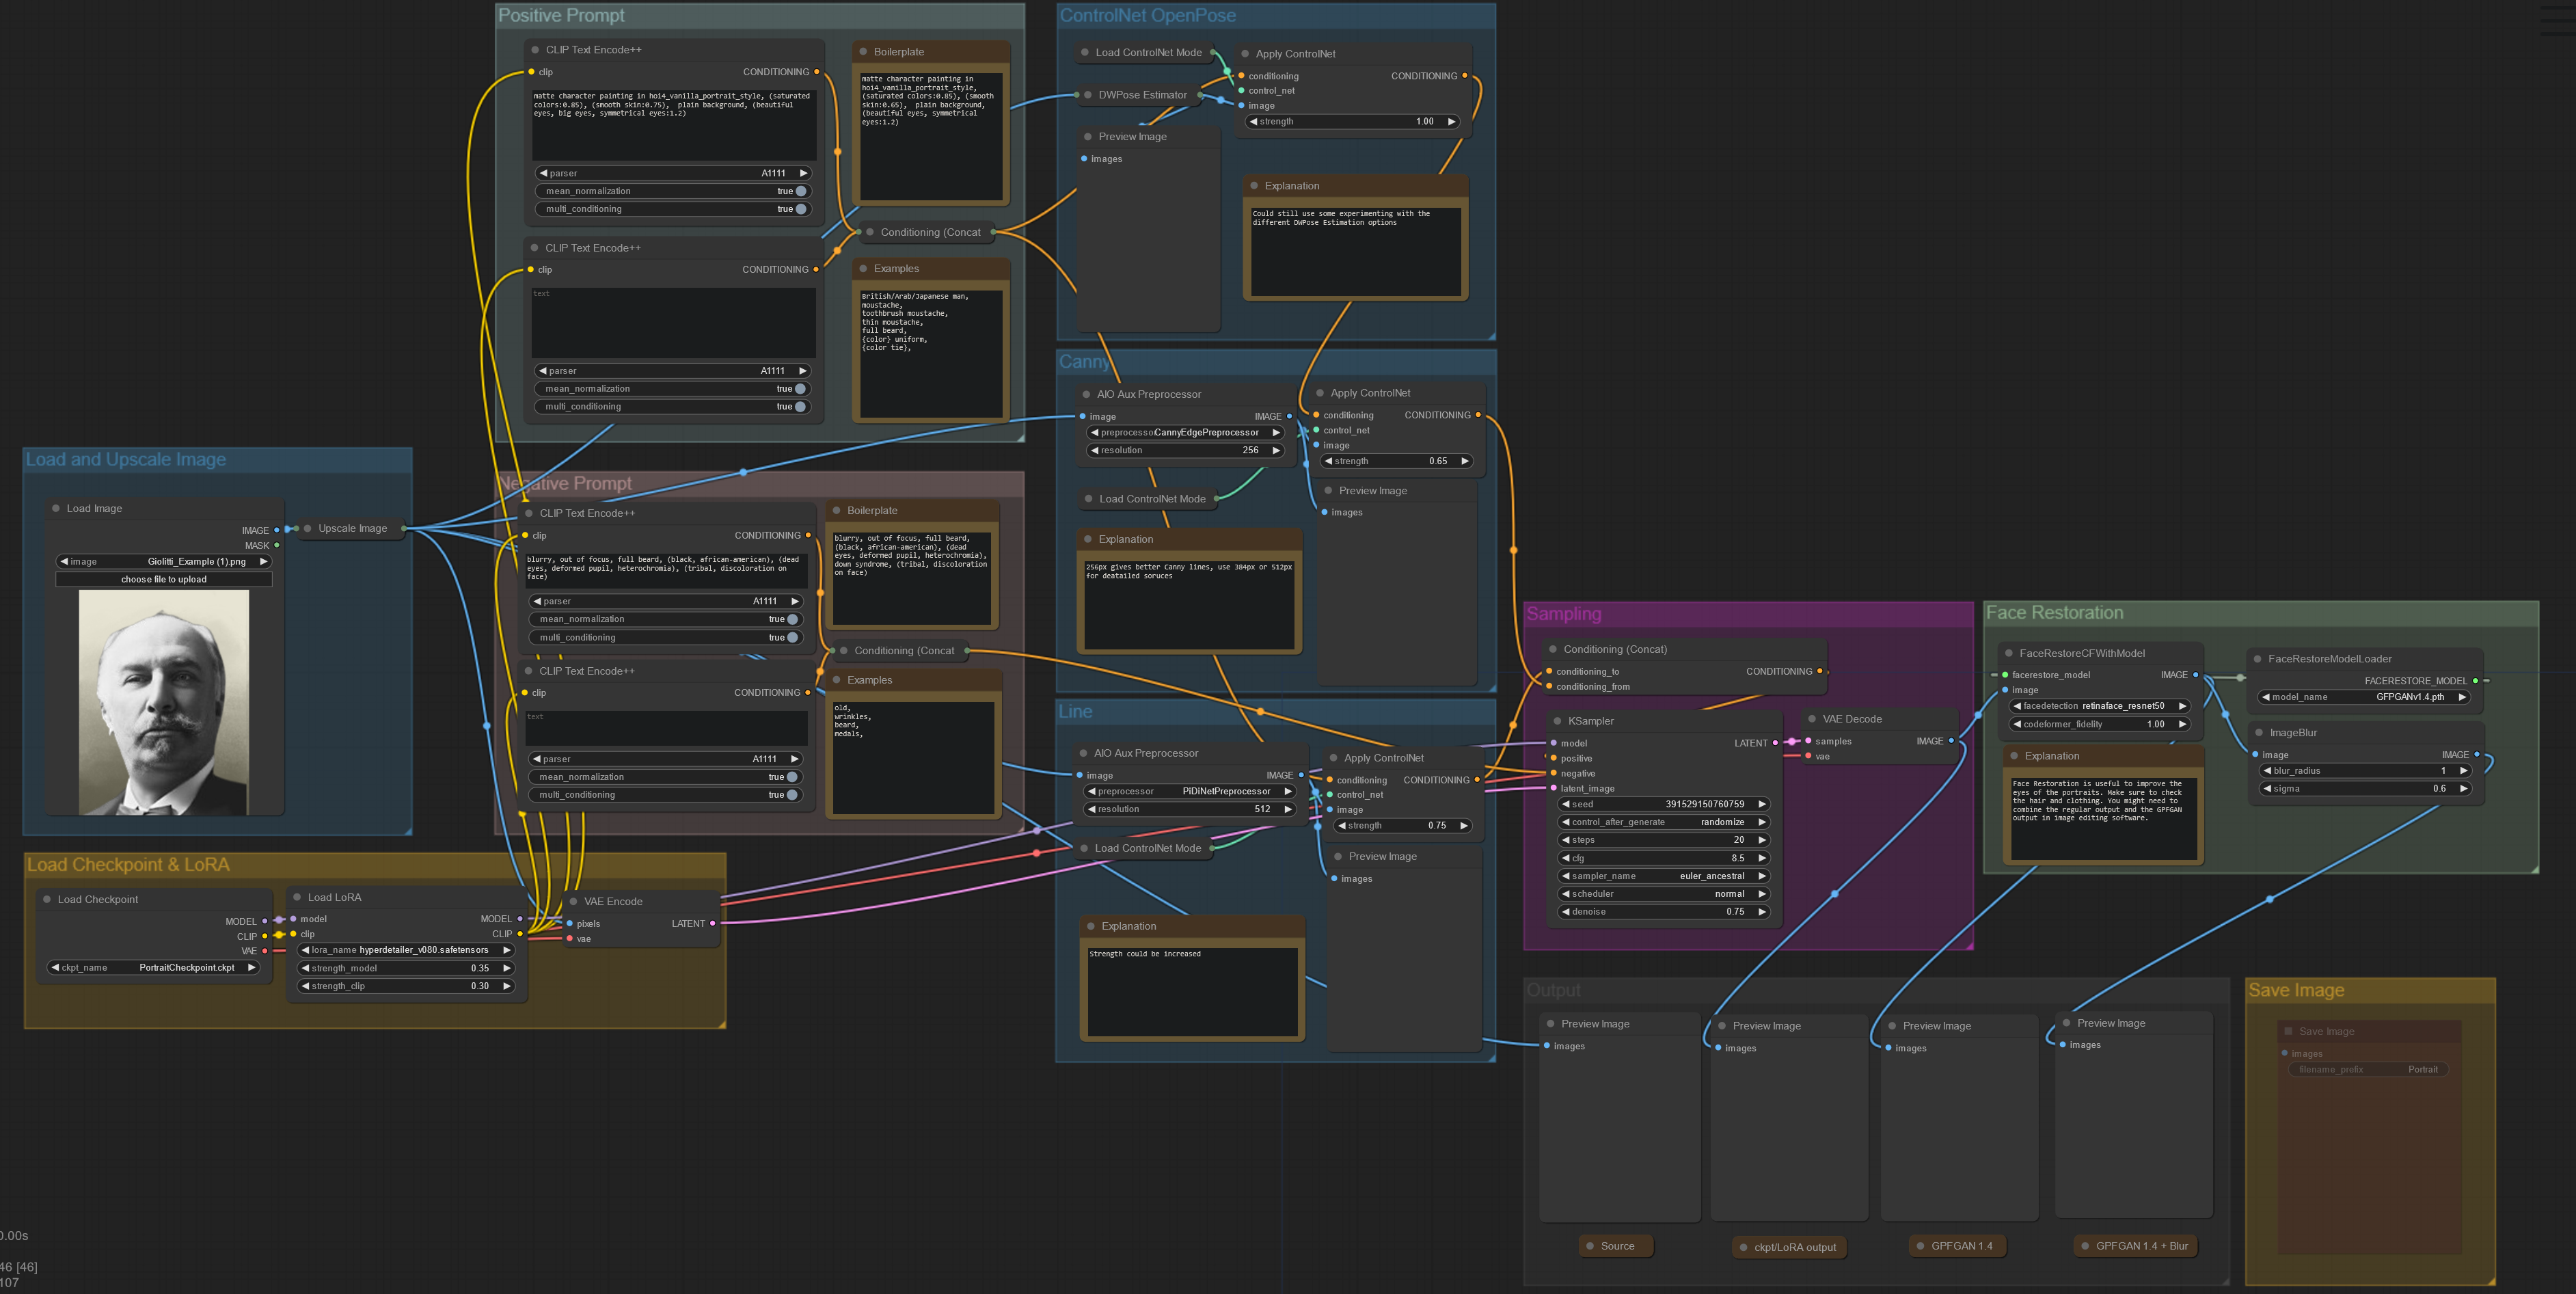 Positive Prompt
CLIP Text Encode++
clip
CONDITIONING
matte character painting in hoi4_vanilla_portrait_style, (saturated
colors:0.85), (smooth skin:0.75),  plain background, (beautiful
eyes, big eyes, symmetrical eyes:1.2)
parser
A1111
mean_normalization
true
multi_conditioning
true
Boilerplate
matte character painting in
hoi4_vanilla_portrait_style,
(saturated colors:0.85), (smooth
skin:0.65),  plain background,
(beautiful eyes, symmetrical
eyes:1.2)
Conditioning (Concat
CLIP Text Encode++
clip
CONDITIONING
text
parser
A1111
mean_normalization
true
multi_conditioning
true
Examples
British/Arab/Japanese man,
moustache,
toothbrush moustache,
thin moustache,
full beard,
{color} uniform,
{color tie},
ControlNet OpenPose
Load ControlNet Mode
DWPose Estimator
Preview Image
images
Apply ControlNet
conditioning
CONDITIONING
control_net
image
strength
1.00
Explanation
Could still use some experimenting with the
different DWPose Estimation options
Canny
AIO Aux Preprocessor
image
IMAGE
CannyEdgePreprocessor
resolution
256
Load ControlNet Mode
Apply ControlNet
conditioning
CONDITIONING
control_net
image
strength
0.65
Preview Image
images
Explanation
256px gives better Canny lines, use 384px or 512px
for deatailed soruces
Load and Upscale Image
Load Image
IMAGE
MASK
image
Giolitti_Example (1).png
choose file to upload
Upscale Image
Negative Prompt
CLIP Text Encode++
clip
CONDITIONING
blurry, out of focus, full beard, (black, african-american), (dead
eyes, deformed pupil, heterochromia), (tribal, discoloration on
face)
parser
A1111
mean_normalization
true
multi_conditioning
true
Boilerplate
blurry, out of focus, full beard,
(black, african-american), (dead
eyes, deformed pupil, heterochromia),
down syndrome, (tribal, discoloration
on face)
Conditioning (Concat
CLIP Text Encode++
clip
CONDITIONING
text
parser
A1111
mean_normalization
true
multi_conditioning
true
Examples
old,
wrinkles,
beard,
medals,
Line
AIO Aux Preprocessor
image
IMAGE
preprocessor
PiDiNetPreprocessor
resolution
512
Load ControlNet Mode
Apply ControlNet
conditioning
CONDITIONING
control_net
image
strength
0.75
Preview Image
images
Explanation
Strength could be increased
Load Checkpoint & LoRA
Load Checkpoint
MODEL
CLIP
VAE
ckpt_name
PortraitCheckpoint.ckpt
Load LoRA
model
MODEL
clip
CLIP
lora_name
hyperdetailer_v080.safetensors
strength_model
0.35
strength_clip
0.30
VAE Encode
pixels
LATENT
vae
Sampling
Conditioning (Concat)
conditioning_to
CONDITIONING
conditioning_from
KSampler
model
LATENT
positive
negative
latent_image
seed
391529150760759
control_after_generate
randomize
steps
20
cfg
8.5
sampler_name
euler_ancestral
scheduler
normal
denoise
0.75
VAE Decode
samples
IMAGE
vae
Face Restoration
FaceRestoreCFWithModel
facerestore_model
IMAGE
image
facedetection
retinaface_resnet50
codeformer_fidelity
1.00
Explanation
Face Restoration is useful to improve the
eyes of the portraits. Make sure to check
the hair and clothing. You might need to
combine the regular output and the GPFGAN
output in image editing software.
FaceRestoreModelLoader
FACERESTORE_MODEL
model_name
GFPGANv1.4.pth
ImageBlur
image
IMAGE
blur_radius
1
sigma
0.6
Output
Preview Image
images
Preview Image
images
Preview Image
images
Preview Image
images
Source
ckpt/LoRA output
GPFGAN 1.4
GPFGAN 1.4 + Blur
Save Image
Save Image
images
filename_prefix
Portrait
0.00s
46 [46]
107